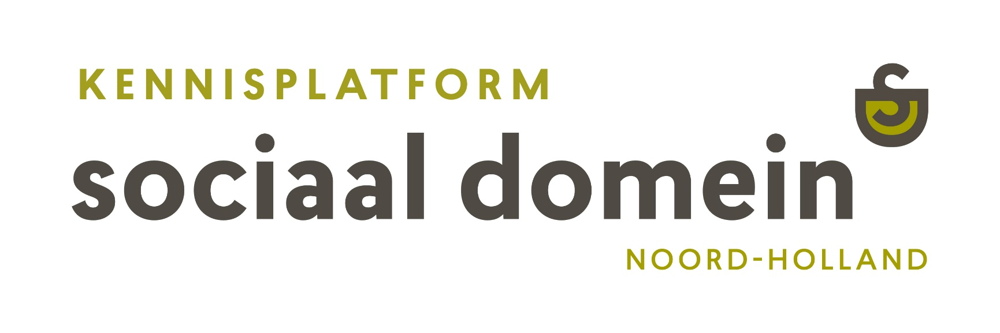 KENNISPLATFORM
sociaal domein
NOORD-HOLLAND